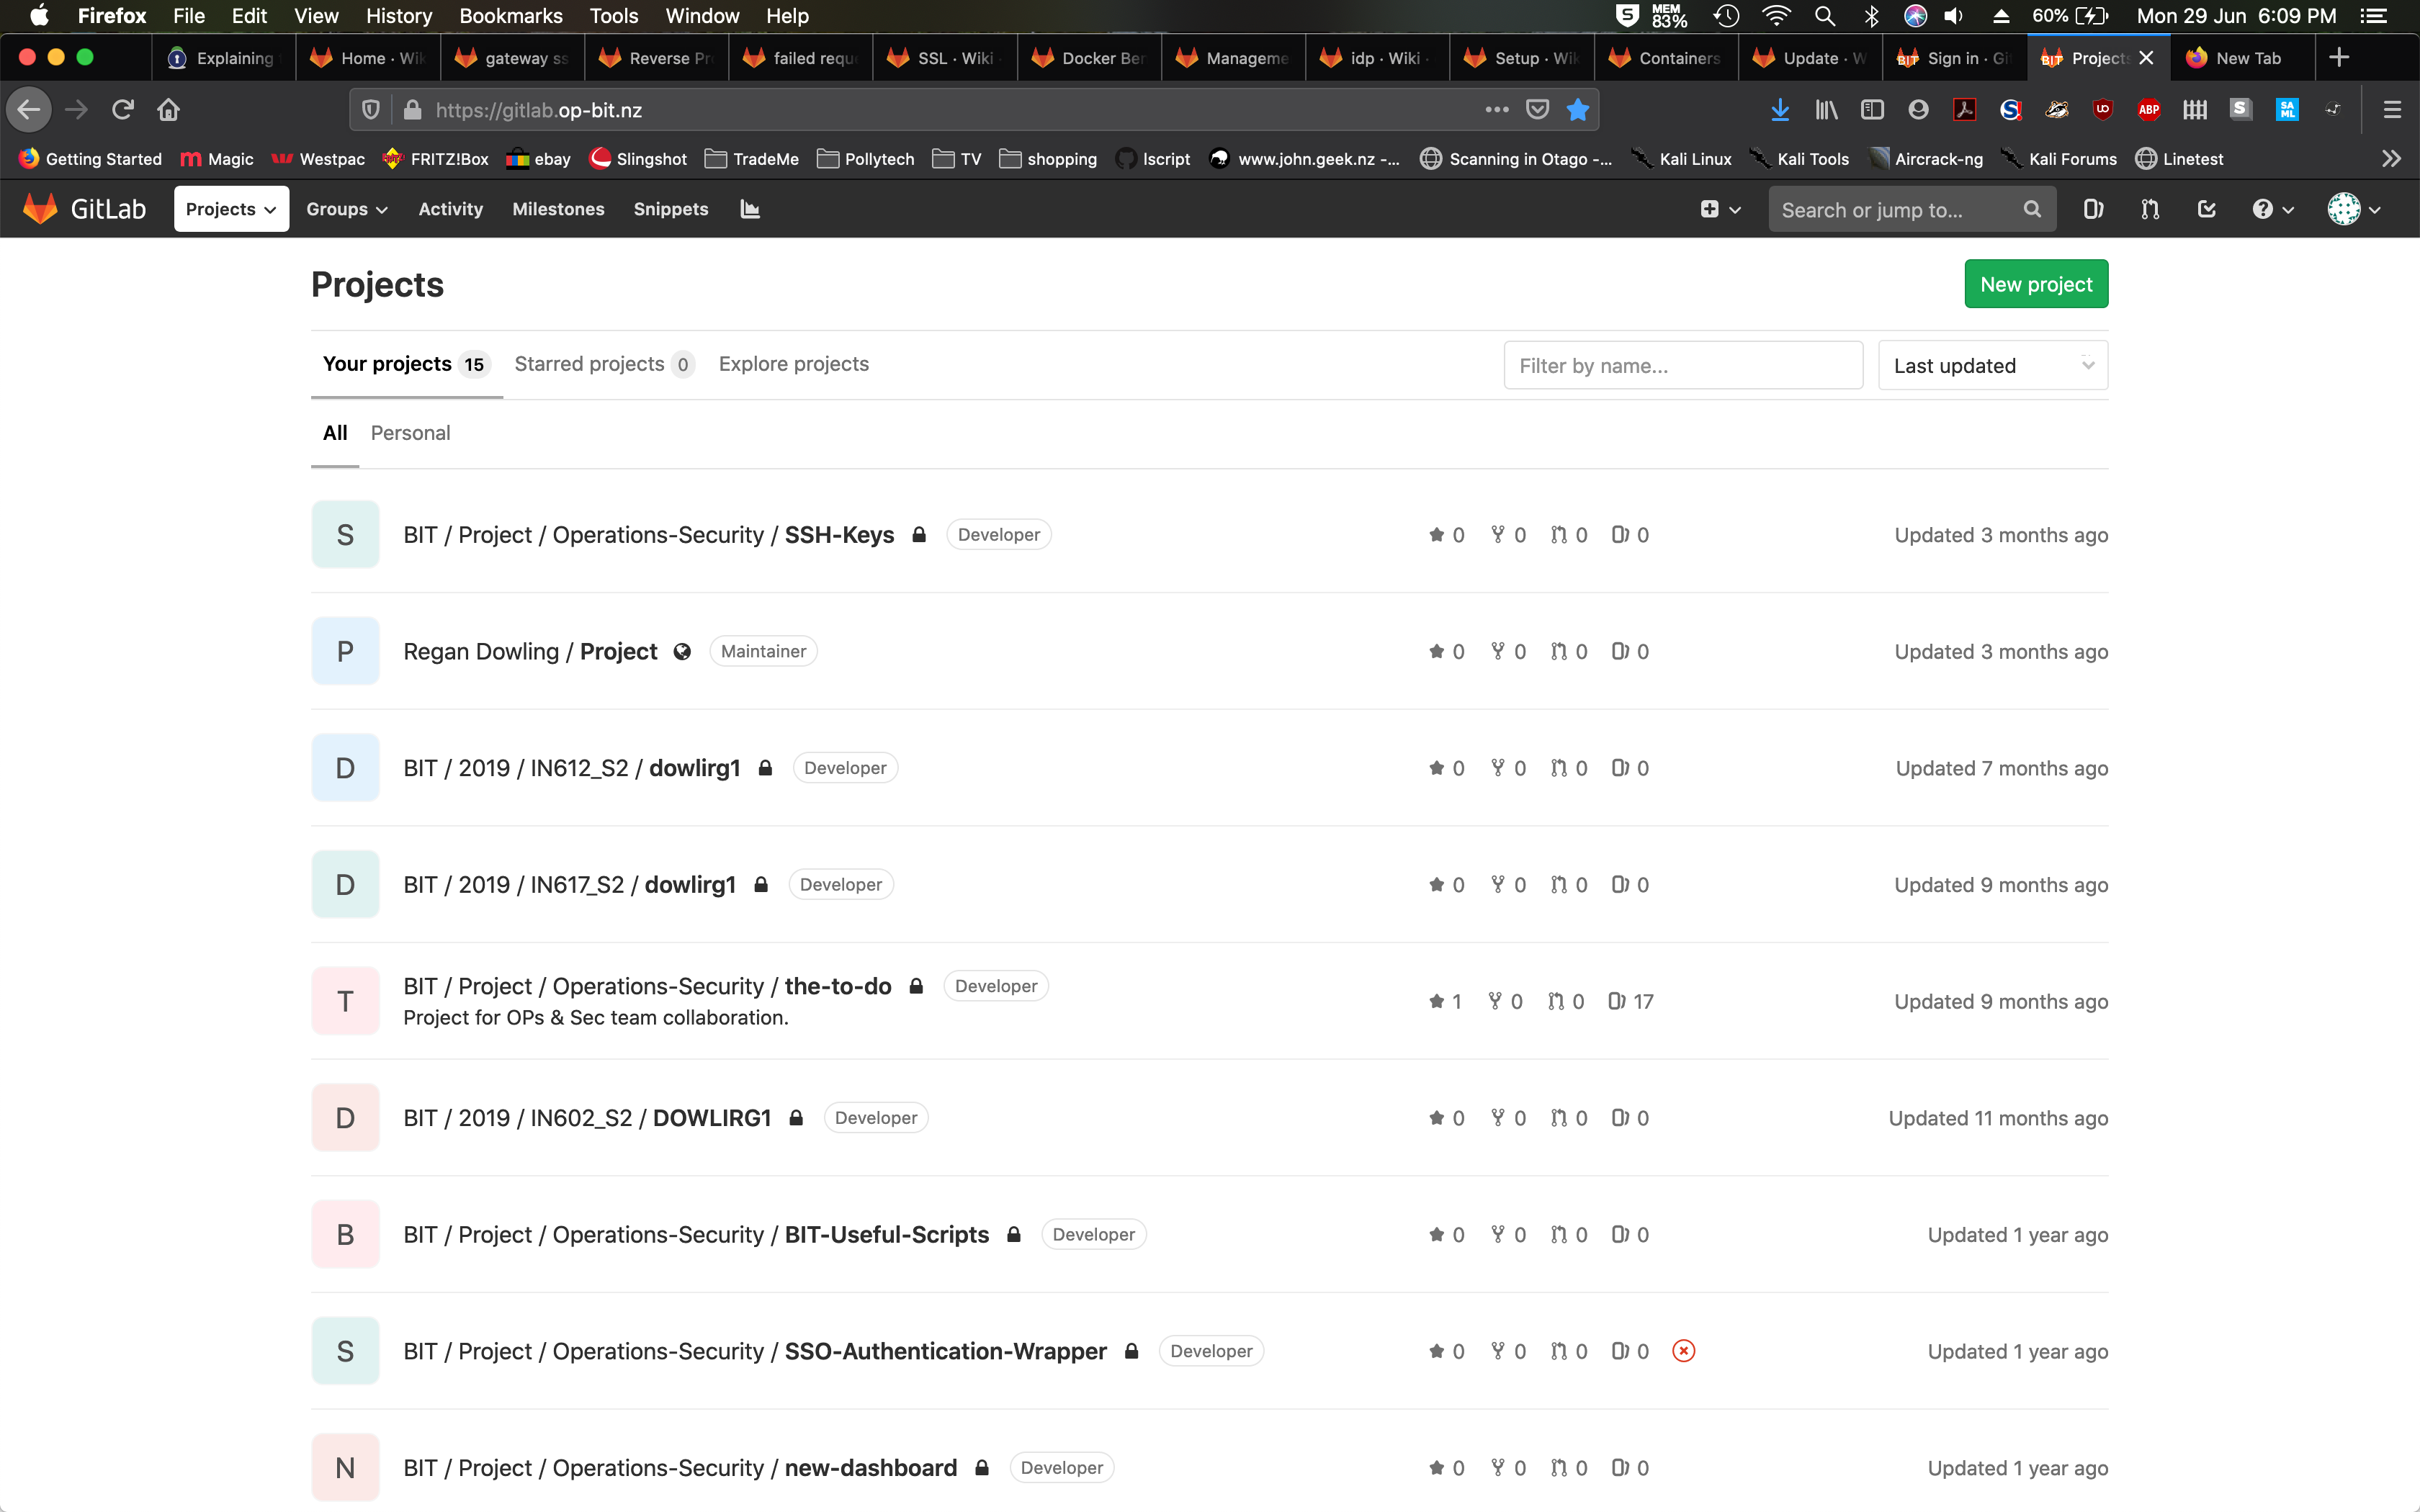 Firefox File Edit View History Bookmarks Tools Window Help MEM 83% 60% Mon 29 Jun 6:09 PM
Explaining Home · Wik gateway ss Reverse Pr failed requ SSL · Wiki Docker Ben Manageme idp · Wiki Setup · Wik Containers Update · W Sign in · Gi Projects New Tab
https://gitlab.op-bit.nz ABP
Getting Started Magic Westpac FRITZ!Box ebay Slingshot TradeMe Pollytech TV shopping Iscript www.john.geek.nz -... Scanning in Otago -... Kali Linux Kali Tools Aircrack-ng Kali Forums Linetest
GitLab Projects Groups Activity Milestones Snippets Search or jump to...
Projects New project
Your projects 15 Starred projects 0 Explore projects Filter by name... Last updated
All Personal
S BIT / Project / Operations-Security / SSH-Keys Developer 0 0 0 0 Updated 3 months ago
P Regan Dowling / Project Maintainer 0 0 0 0 Updated 3 months ago
D BIT / 2019 / IN612_S2 / dowlirg1 Developer 0 0 0 0 Updated 7 months ago
D BIT / 2019 / IN617_S2 / dowlirg1 Developer 0 0 0 0 Updated 9 months ago
T BIT / Project / Operations-Security / the-to-do Developer 1 0 0 17 Updated 9 months ago
Project for OPs & Sec team collaboration.
D BIT / 2019 / IN602_S2 / DOWLIRG1 Developer 0 0 0 0 Updated 11 months ago
B BIT / Project / Operations-Security / BIT-Useful-Scripts Developer 0 0 0 0 Updated 1 year ago
S BIT / Project / Operations-Security / SSO-Authentication-Wrapper Developer 0 0 0 0 Updated 1 year ago
N BIT / Project / Operations-Security / new-dashboard Developer 0 0 0 0 Updated 1 year ago